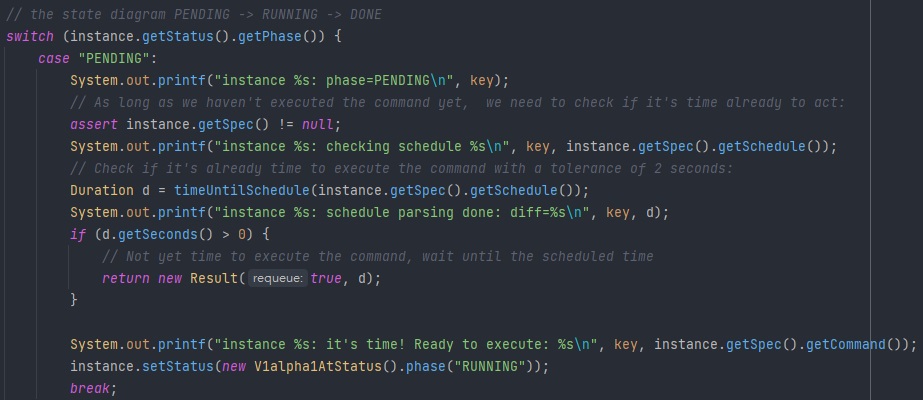 // the state diagram PENDING -> RUNNING -> DONE
switch (instance.getStatus().getPhase()) {
case "PENDING":
System.out.printf("instance %s: phase=PENDING\n", key);
// As long as we haven't executed the command yet,  we need to check if it's time already to act:
assert instance.getSpec() != null;
System.out.printf("instance %s: checking schedule %s\n", key, instance.getSpec().getSchedule());
// Check if it's already time to execute the command with a tolerance of 2 seconds:
Duration d = timeUntilSchedule(instance.getSpec().getSchedule());
System.out.printf("instance %s: schedule parsing done: diff=%s\n", key, d);
if (d.getSeconds() > 0) {
// Not yet time to execute the command, wait until the scheduled time
return new Result( requeue: true, d);
}
System.out.printf("instance %s: it's time! Ready to execute: %s\n", key, instance.getSpec().getCommand());
instance.setStatus(new V1alpha1AtStatus().phase("RUNNING"));
break;